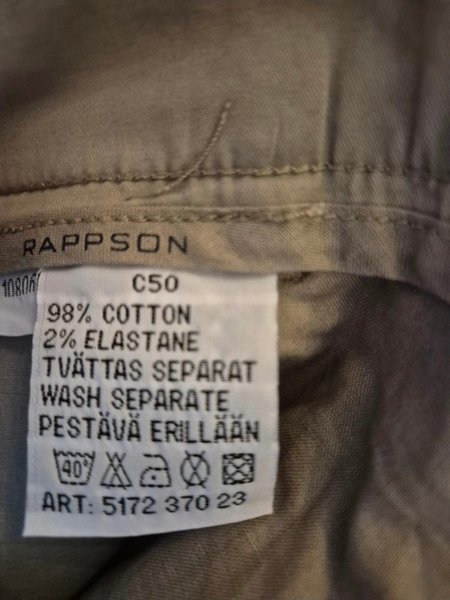 RAPPSON
C50
98% COTTON
2% ELASTANE
TVÄTTAS SEPARAT
WASH SEPARATE
PESTÄVÄ ERILLÄÄN
40°
ART: 5172 370 23